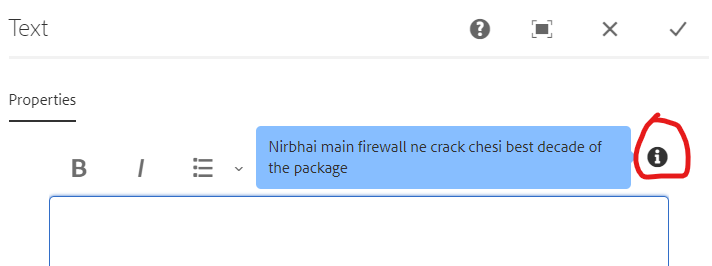 Text
Properties
B I
Nirbhai main firewall ne crack chesi best decade of
the package